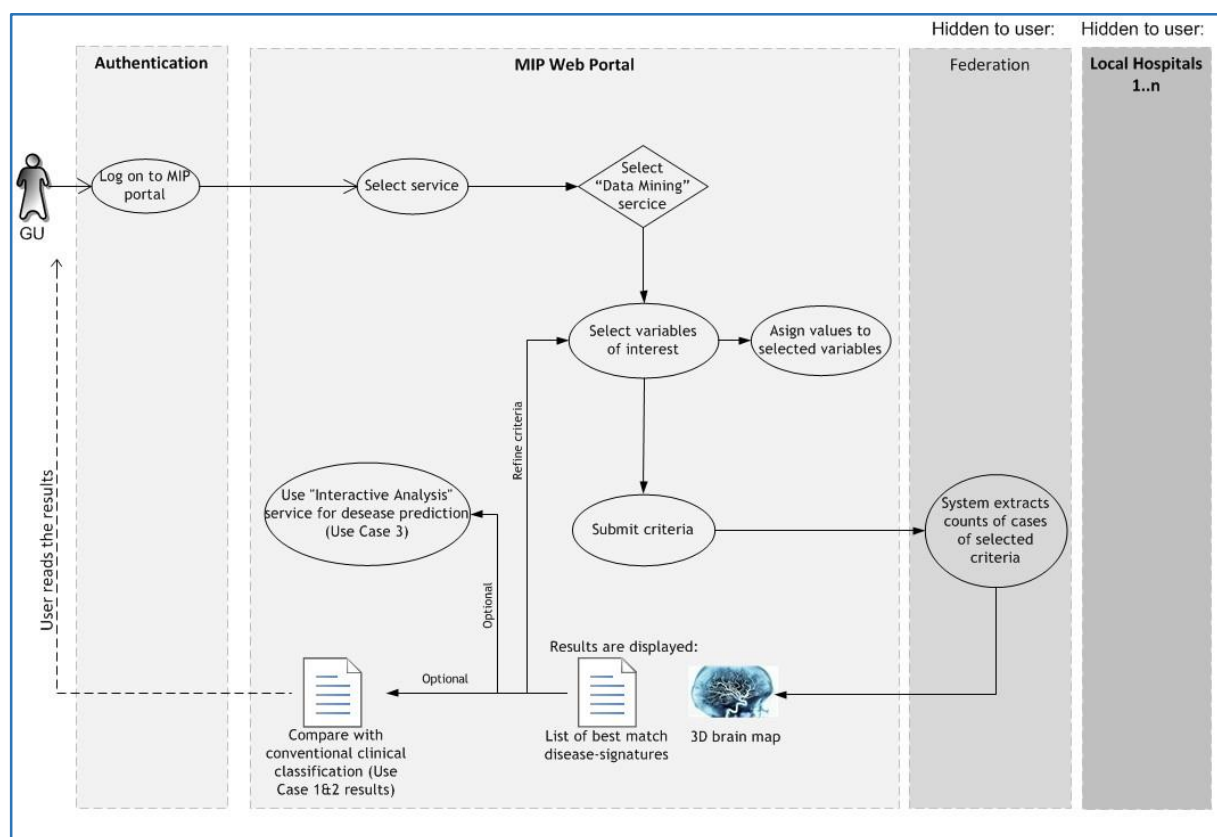 Hidden to user:
Hidden to user:
Authentication
MIP Web Portal
Federation
Local Hospitals
1..n
GU
Log on to MIP
portal
Select service
Select
“Data Mining”
sercice
Select variables
of interest
Asign values to
selected variables
Refine criteria
Use "Interactive Analysis"
service for desease prediction
(Use Case 3)
Submit criteria
System extracts
counts of cases
of selected
criteria
User reads the results
Optional
Optional
Results are displayed:
Compare with
conventional clinical
classification (Use
Case 1&2 results)
List of best match
disease-signatures
3D brain map